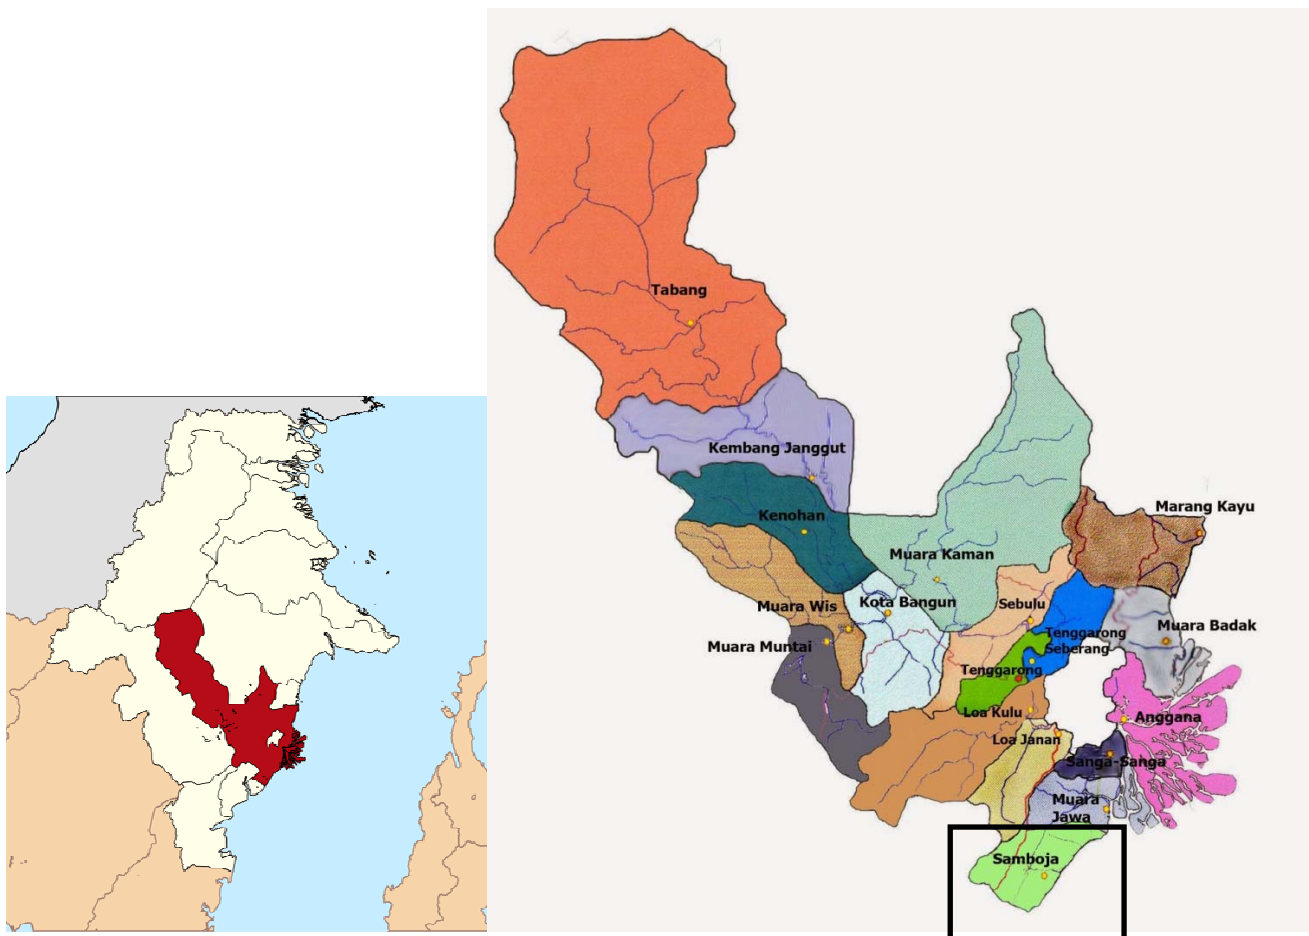 Tabang
Kembang Janggut
Kenohan
Marang Kayu
Muara Kaman
Muara Wis
Kota Bangun
Sebulu
Muara Badak
Tenggarong
Seberang
Muara Muntai
Tenggarong
Loa Kulu
Anggana
Loa Janan
Sanga-Sanga
Muara
Jawa
Samboja